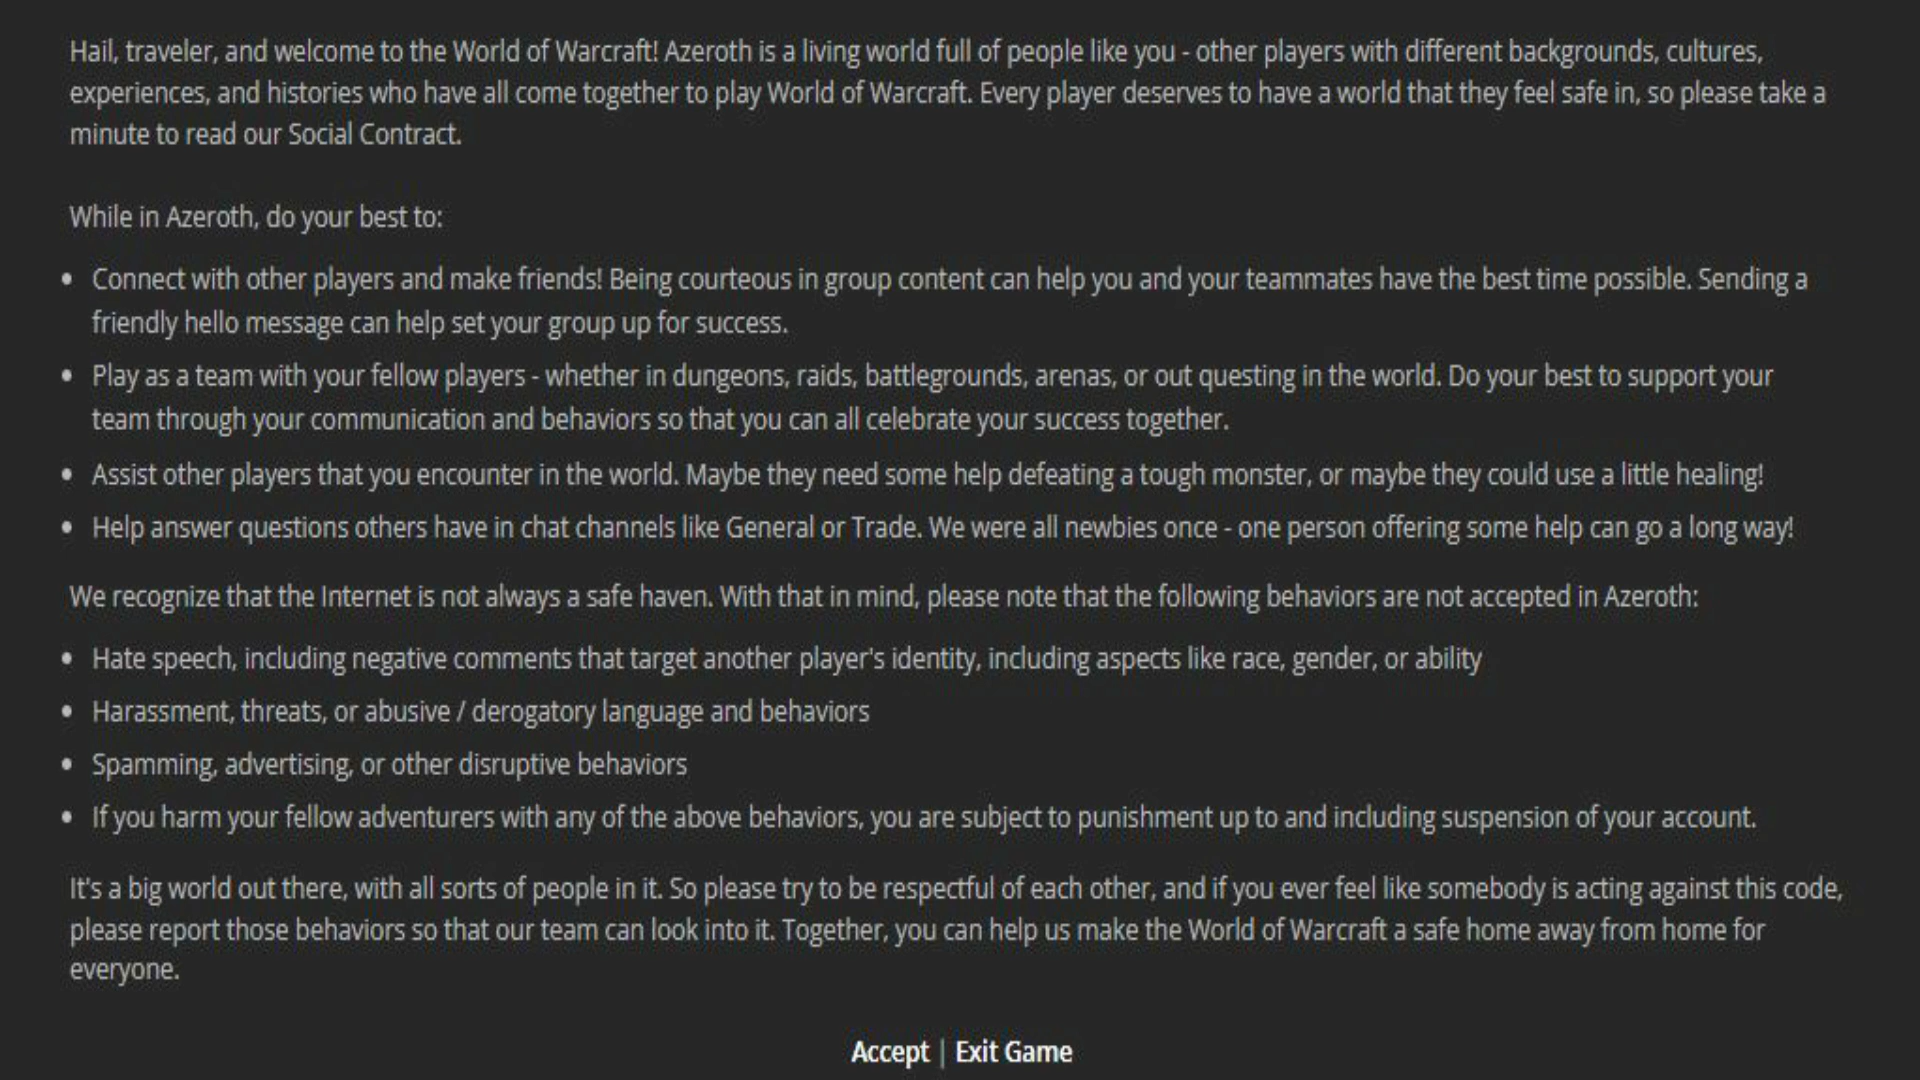 Hail, traveler, and welcome to the World of Warcraft! Azeroth is a living world full of people like you - other players with different backgrounds, cultures,
experiences, and histories who have all come together to play World of Warcraft. Every player deserves to have a world that they feel safe in, so please take a
minute to read our Social Contract.
While in Azeroth, do your best to:
• Connect with other players and make friends! Being courteous in group content can help you and your teammates have the best time possible. Sending a
friendly hello message can help set your group up for success.
• Play as a team with your fellow players - whether in dungeons, raids, battlegrounds, arenas, or out questing in the world. Do your best to support your
team through your communication and behaviors so that you can all celebrate your success together.
• Assist other players that you encounter in the world. Maybe they need some help defeating a tough monster, or maybe they could use a little healing!
• Help answer questions others have in chat channels like General or Trade. We were all newbies once - one person offering some help can go a long way!
We recognize that the Internet is not always a safe haven. With that in mind, please note that the following behaviors are not accepted in Azeroth:
• Hate speech, including negative comments that target another player's identity, including aspects like race, gender, or ability
• Harassment, threats, or abusive / derogatory language and behaviors
• Spamming, advertising, or other disruptive behaviors
• If you harm your fellow adventurers with any of the above behaviors, you are subject to punishment up to and including suspension of your account.
It's a big world out there, with all sorts of people in it. So please try to be respectful of each other, and if you ever feel like somebody is acting against this code,
please report those behaviors so that our team can look into it. Together, you can help us make the World of Warcraft a safe home away from home for
everyone.
Accept | Exit Game